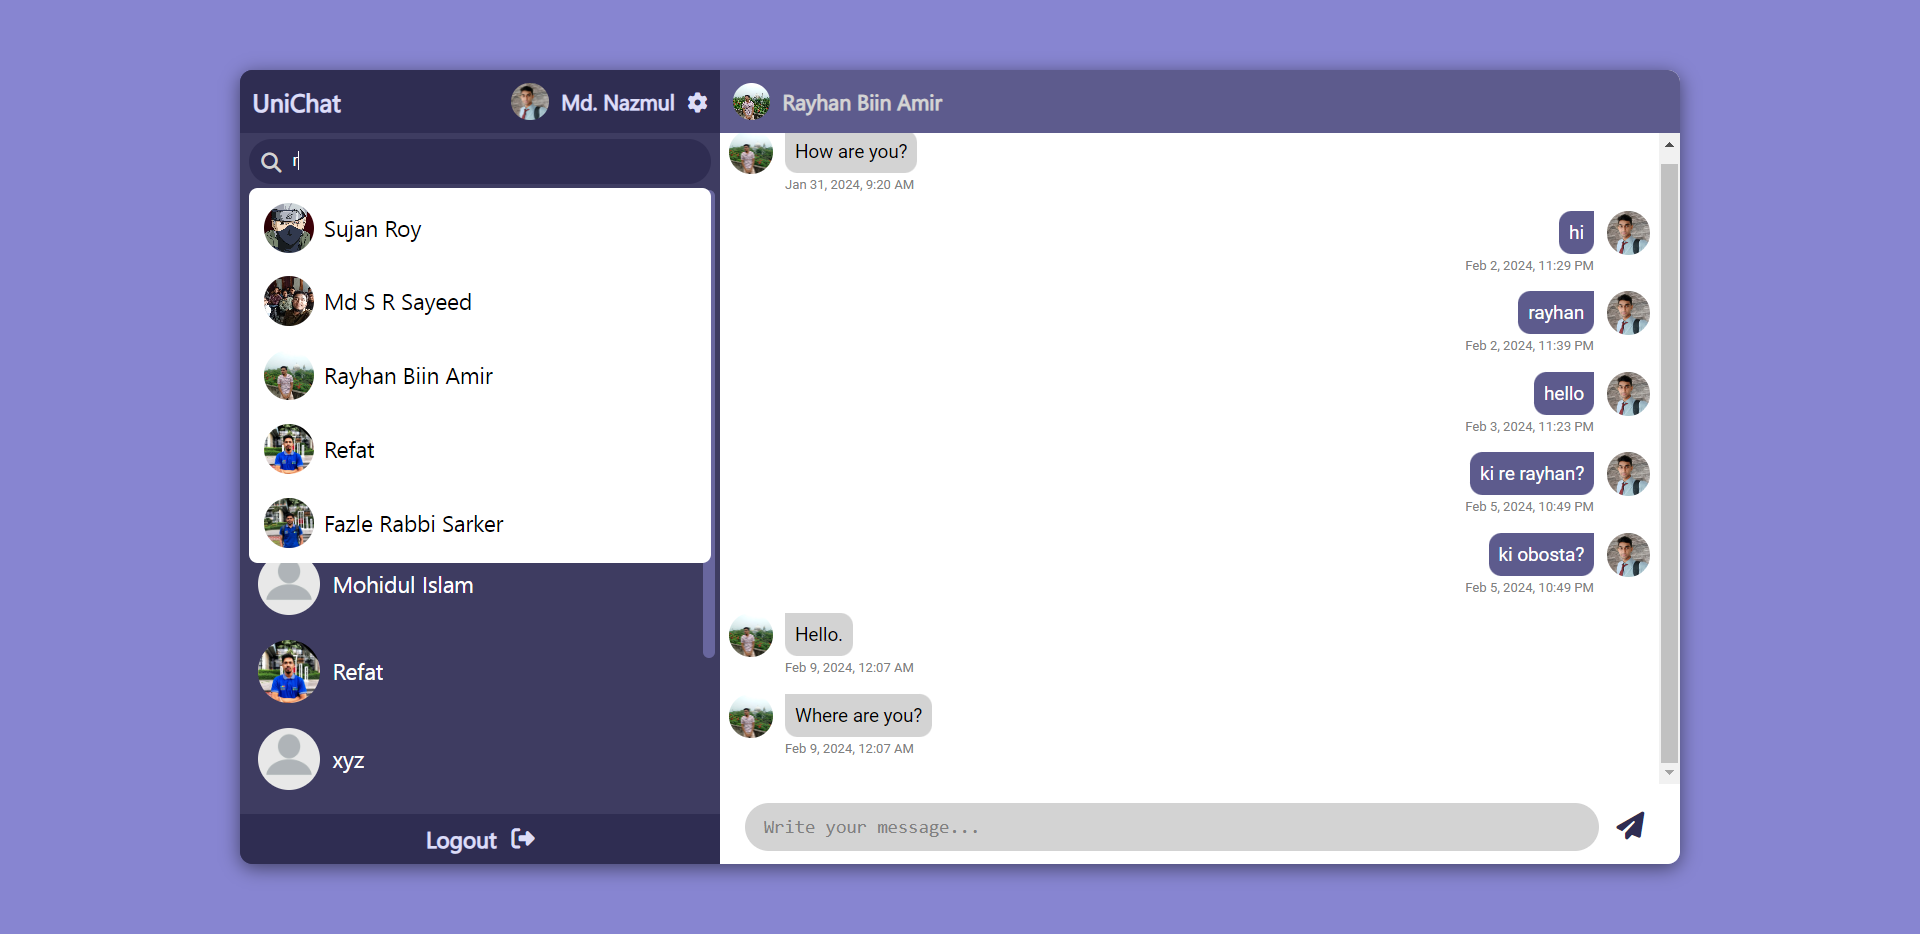 UniChat
Md. Nazmul
r
Sujan Roy
Md S R Sayeed
Rayhan Biin Amir
Refat
Fazle Rabbi Sarker
Mohidul Islam
Refat
xyz
Logout
Rayhan Biin Amir
How are you?
Jan 31, 2024, 9:20 AM
hi
Feb 2, 2024, 11:29 PM
rayhan
Feb 2, 2024, 11:39 PM
hello
Feb 3, 2024, 11:23 PM
ki re rayhan?
Feb 5, 2024, 10:49 PM
ki obosta?
Feb 5, 2024, 10:49 PM
Hello.
Feb 9, 2024, 12:07 AM
Where are you?
Feb 9, 2024, 12:07 AM
Write your message...